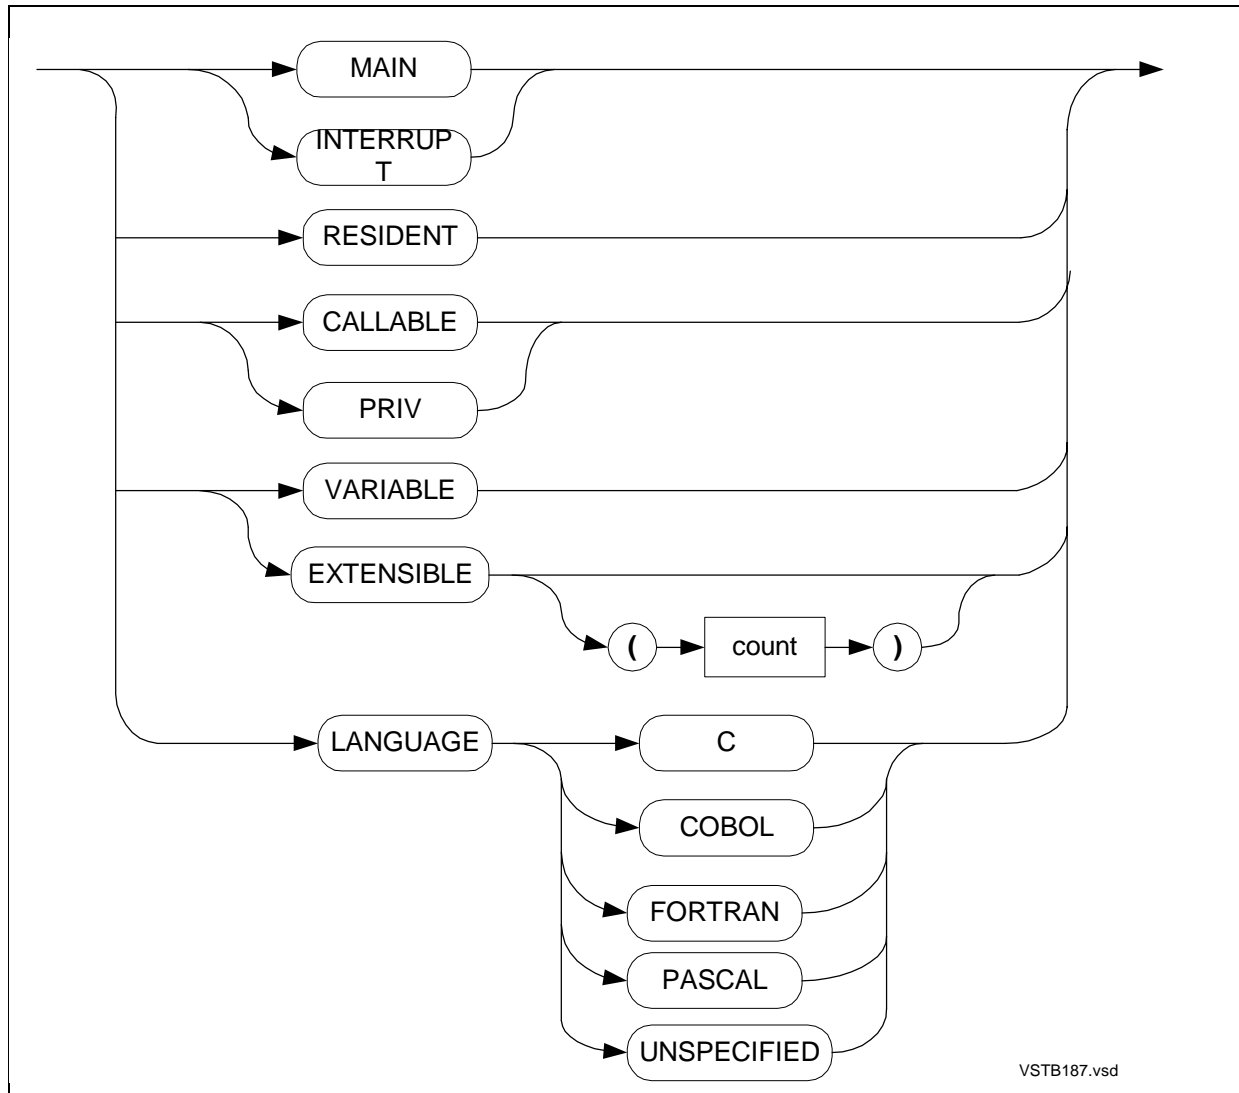 MAIN
INTERRUP
T
RESIDENT
CALLABLE
PRIV
VARIABLE
EXTENSIBLE
( count )
LANGUAGE C
COBOL
FORTRAN
PASCAL
UNSPECIFIED
VSTB187.vsd